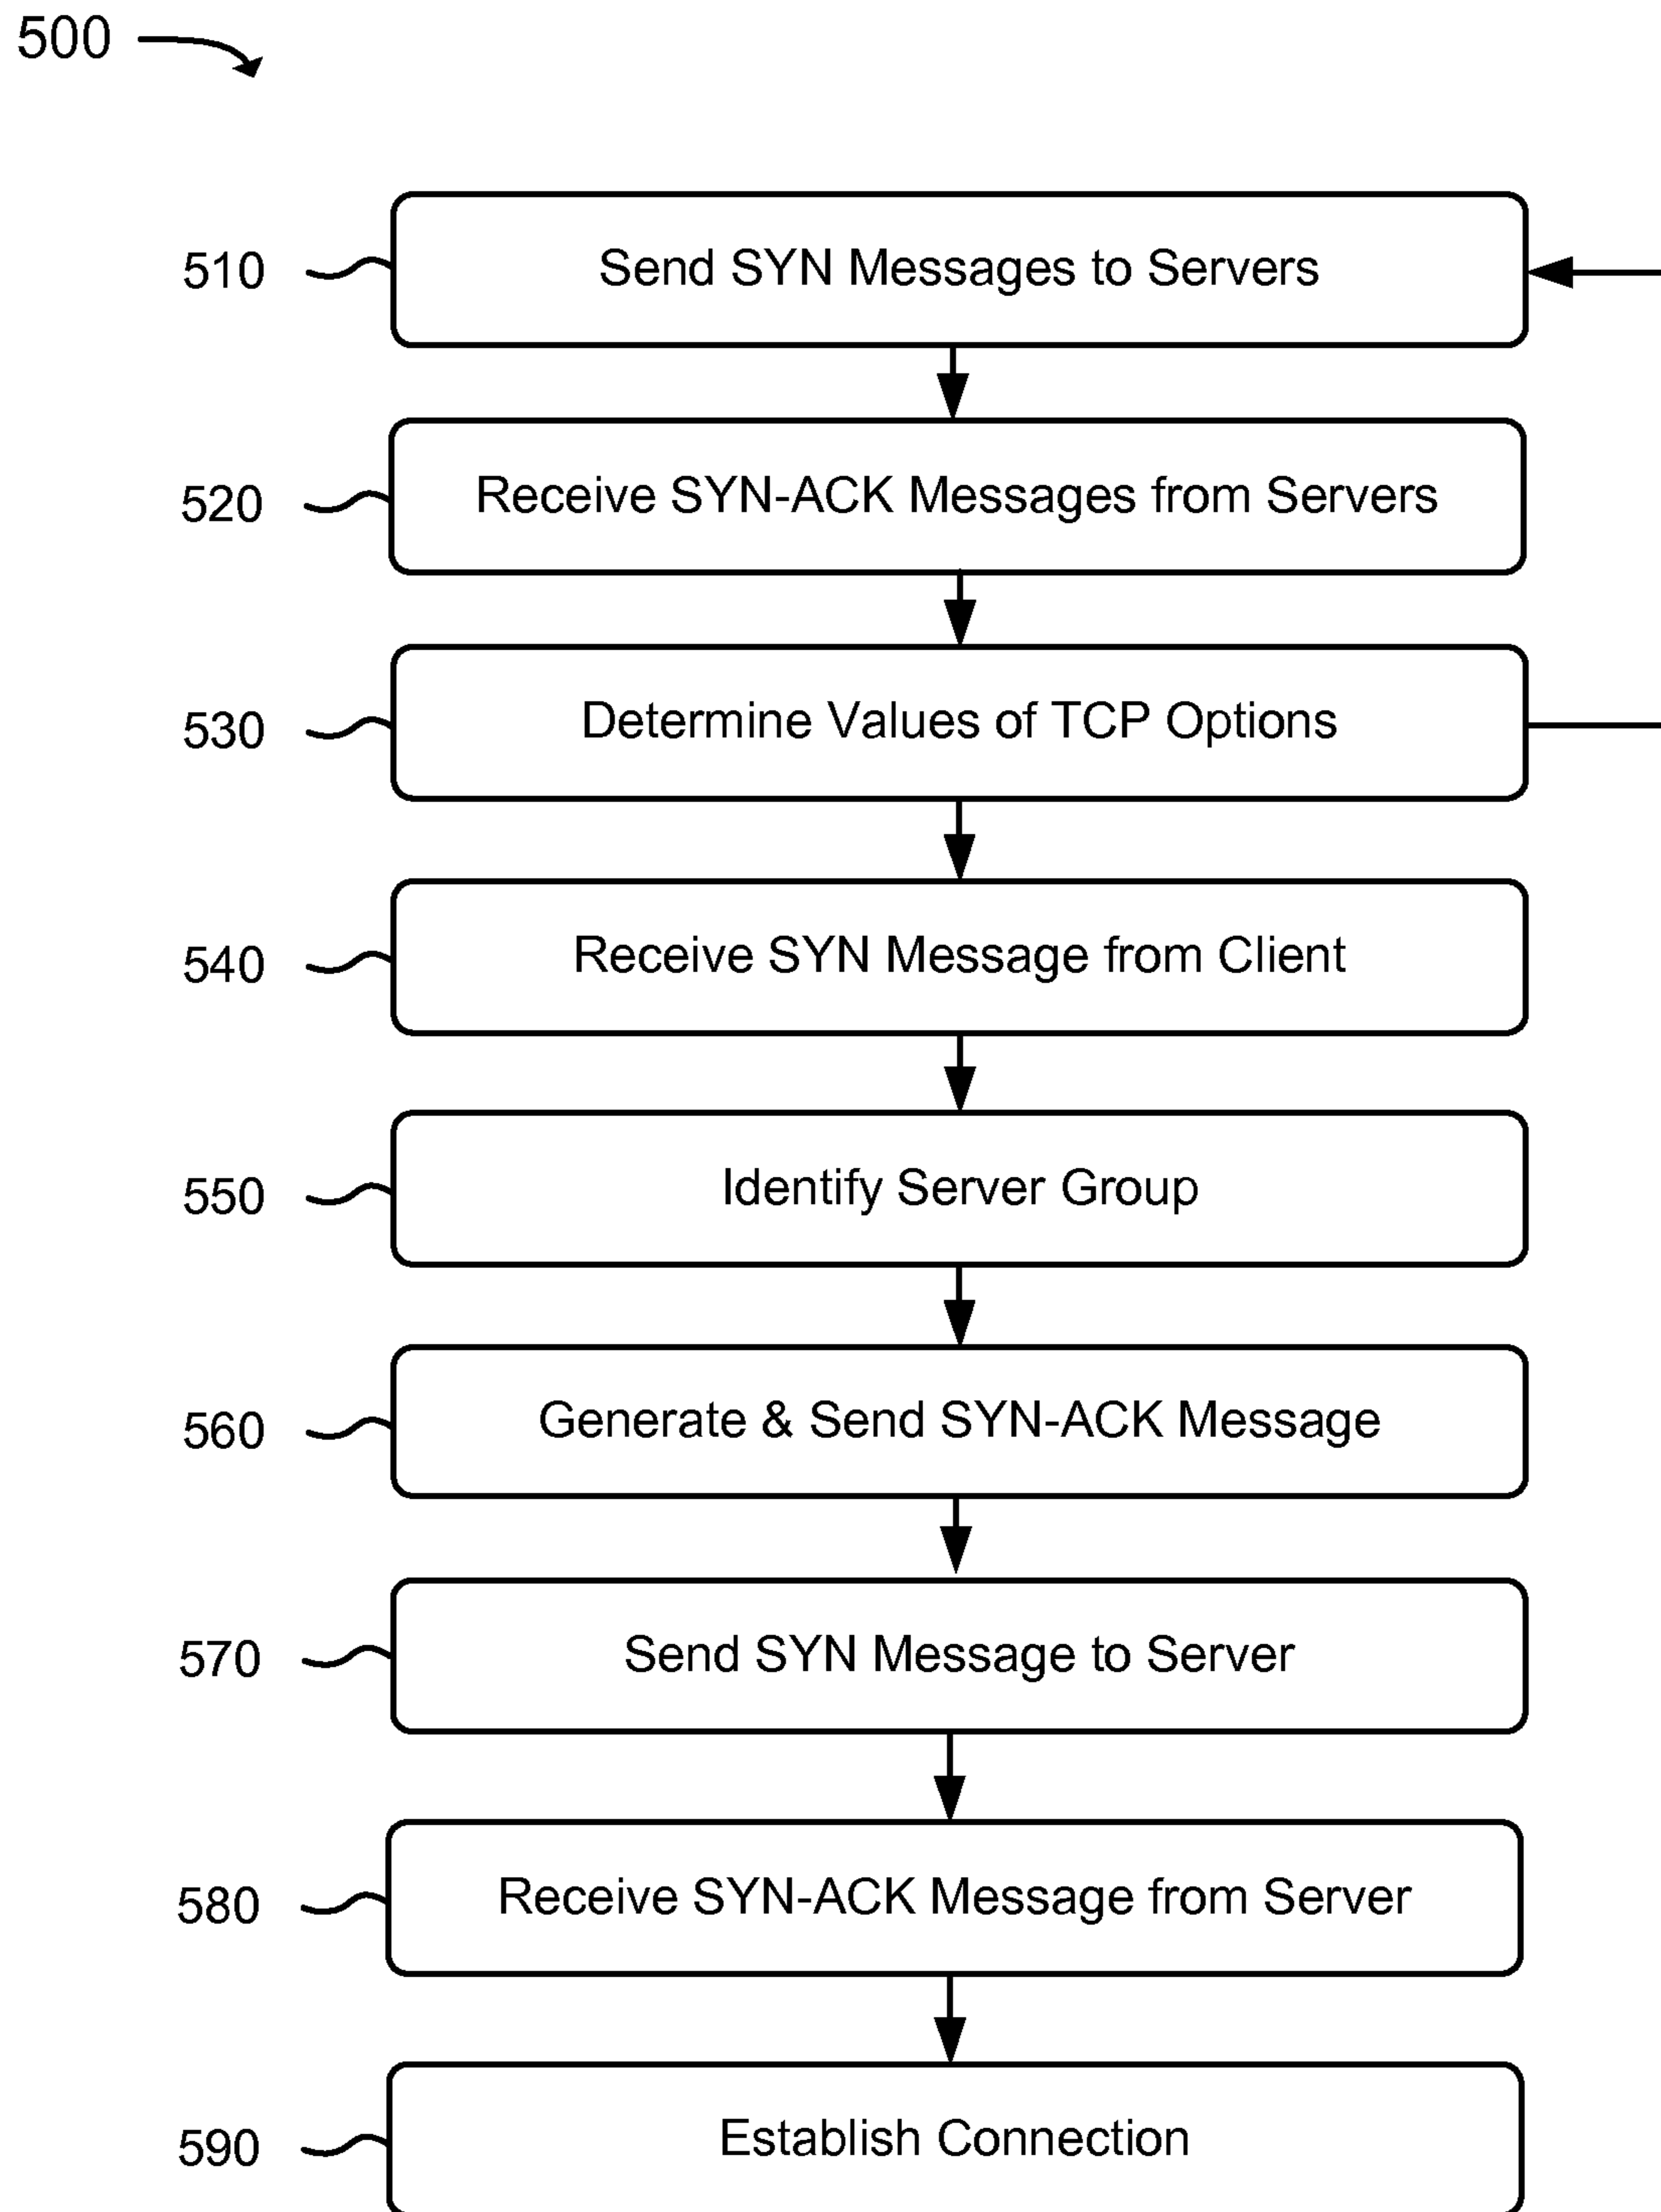 500
510 Send SYN Messages to Servers
520 Receive SYN-ACK Messages from Servers
530 Determine Values of TCP Options
540 Receive SYN Message from Client
550 Identify Server Group
560 Generate & Send SYN-ACK Message
570 Send SYN Message to Server
580 Receive SYN-ACK Message from Server
590 Establish Connection